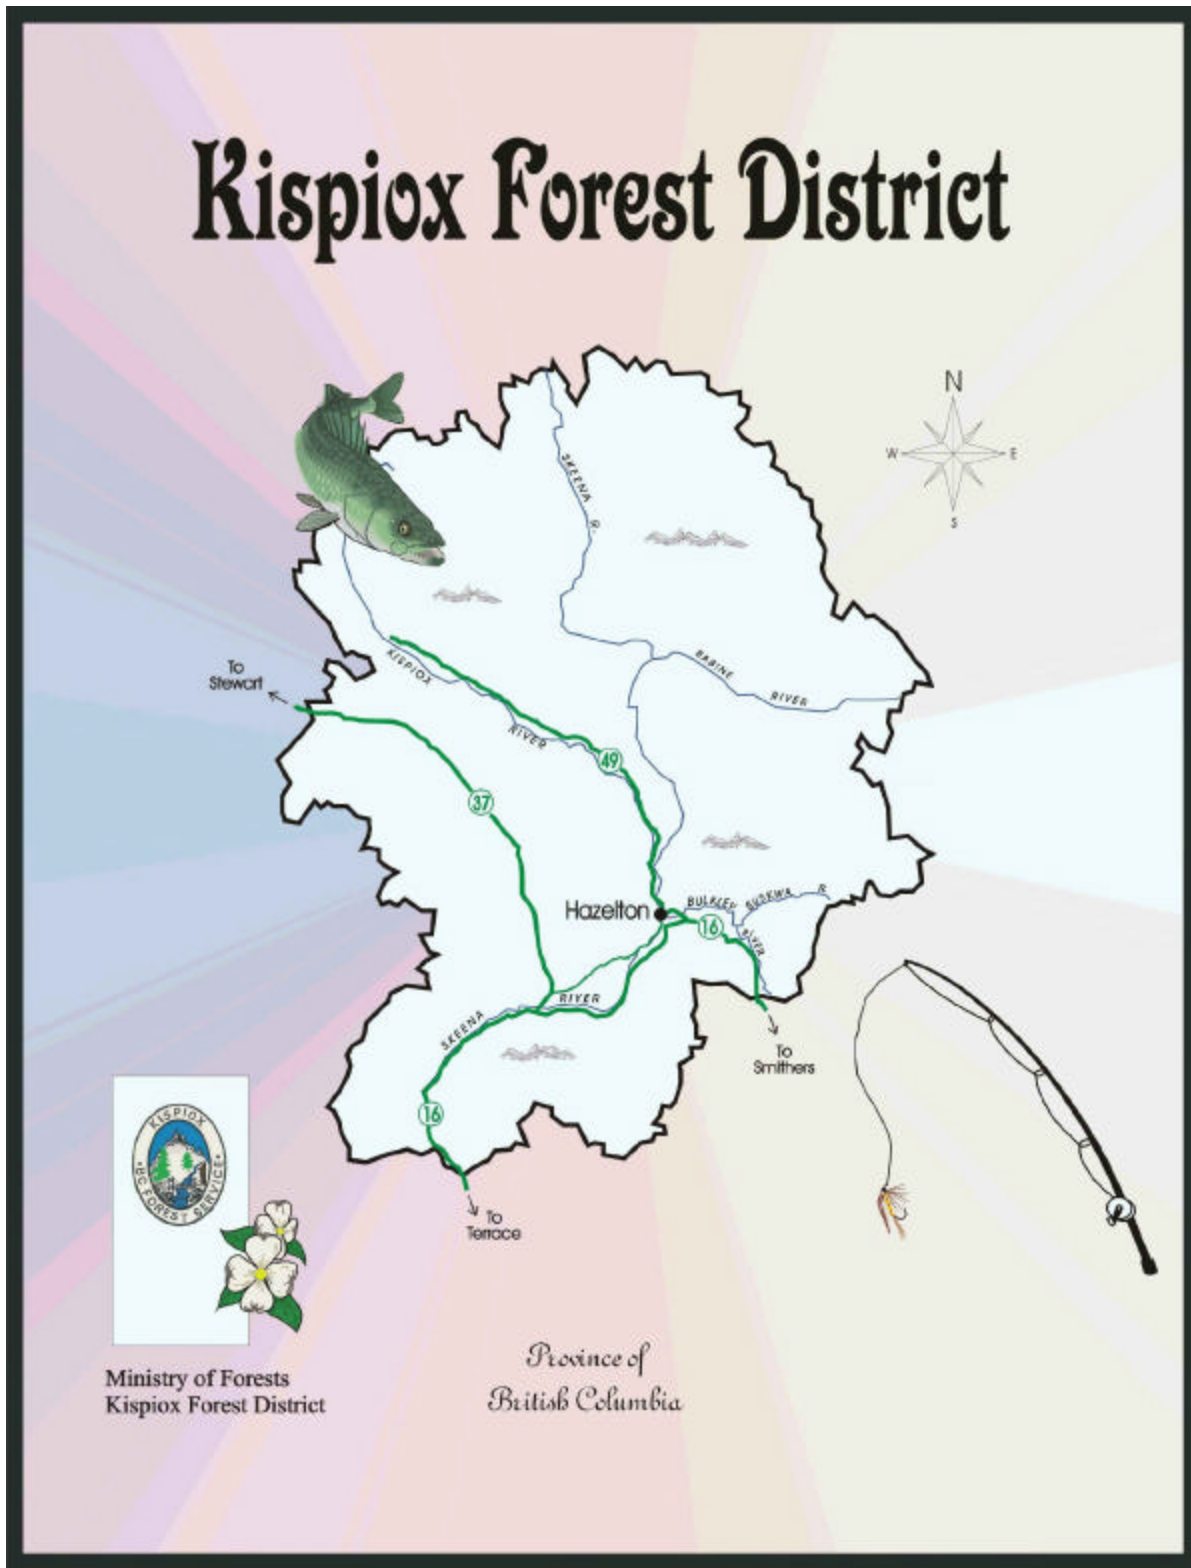 Kispiox Forest District
N
W
E
S
SKEENA R.
BABINE
RIVER
KISPIOX
RIVER
To
Stewart
49
37
Hazelton
BULKLEY
SUSKWA R
16
RIVER
RIVER
SKEENA
To
Smithers
16
To
Terrace
KISPIOX
• BC FOREST SERVICE •
Ministry of Forests
Kispiox Forest District
Province of
British Columbia